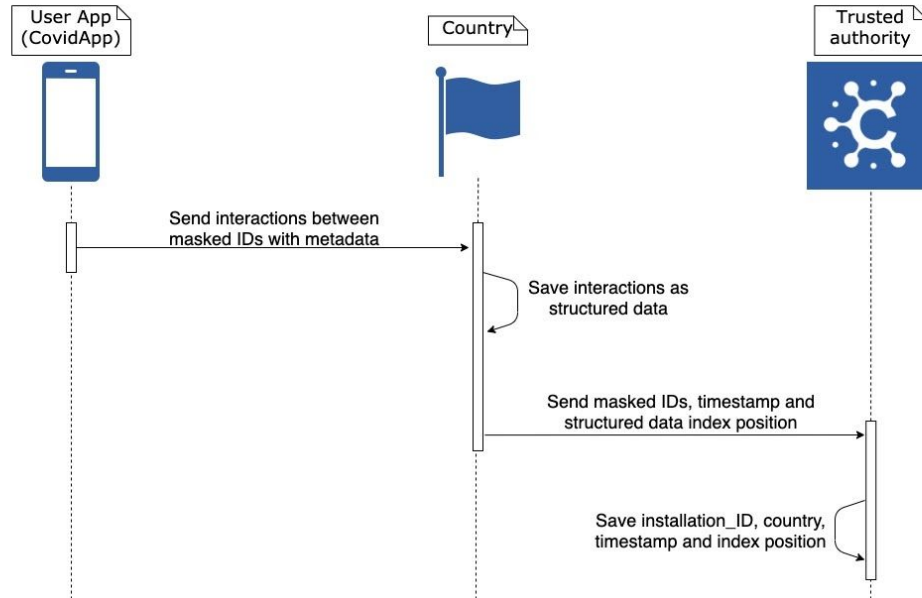 User App
(CovidApp)
Country
Trusted
authority
Send interactions between
masked IDs with metadata
Save interactions as
structured data
Send masked IDs, timestamp and
structured data index position
Save installation_ID, country,
timestamp and index position